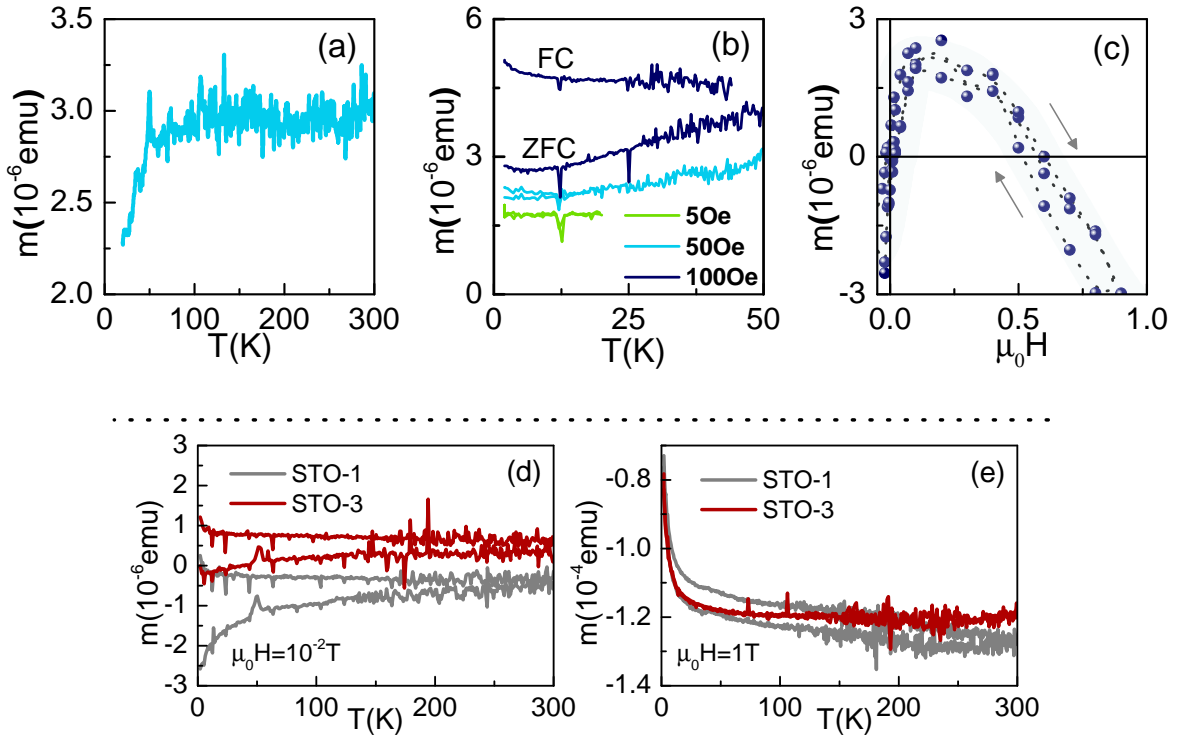 (a)
3.5
3.0
2.5
2.0
m(10⁻⁶emu)
0 100 200 300
T(K)
(b)
6
3
0
m(10⁻⁶emu)
FC
ZFC
5Oe
50Oe
100Oe
0 25 50
T(K)
(c)
3
0
-3
m(10⁻⁶emu)
0.0 0.5 1.0
μ₀H
(d)
3
2
1
0
-1
-2
-3
m(10⁻⁶emu)
STO-1
STO-3
μ₀H=10⁻²T
0 100 200 300
T(K)
(e)
-0.8
-1.0
-1.2
-1.4
m(10⁻⁴emu)
STO-1
STO-3
μ₀H=1T
0 100 200 300
T(K)